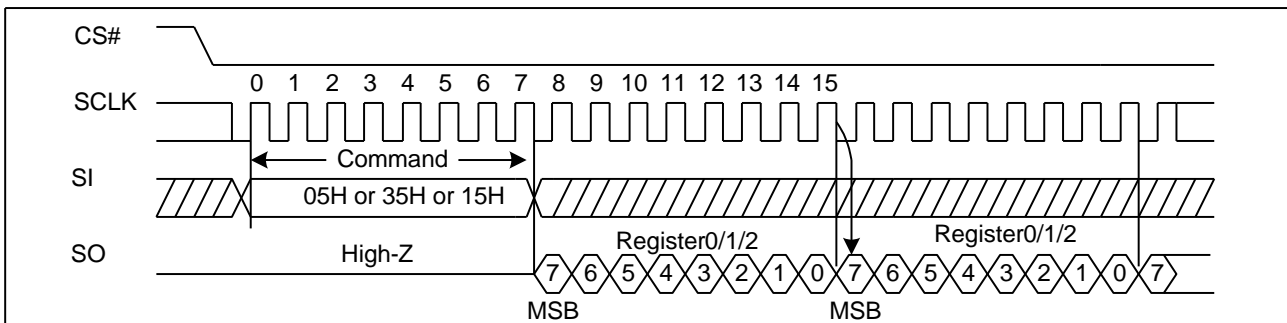 CS#
0 1 2 3 4 5 6 7 8 9 10 11 12 13 14 15
SCLK
Command
SI
05H or 35H or 15H
Register0/1/2 Register0/1/2
SO
High-Z
7 6 5 4 3 2 1 0 7 6 5 4 3 2 1 0 7
MSB MSB